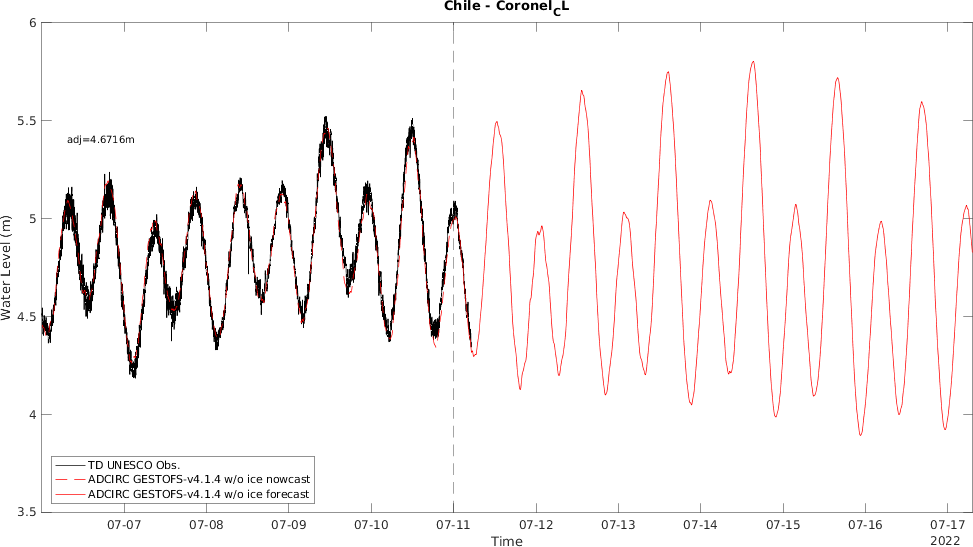 Chile - Coronel_CL
6
5.5
5
4.5
4
3.5
Water Level (m)
adj=4.6716m
TD UNESCO Obs.
ADCIRC GESTOFS-v4.1.4 w/o ice nowcast
ADCIRC GESTOFS-v4.1.4 w/o ice forecast
07-07 07-08 07-09 07-10 07-11 07-12 07-13 07-14 07-15 07-16 07-17
Time
2022